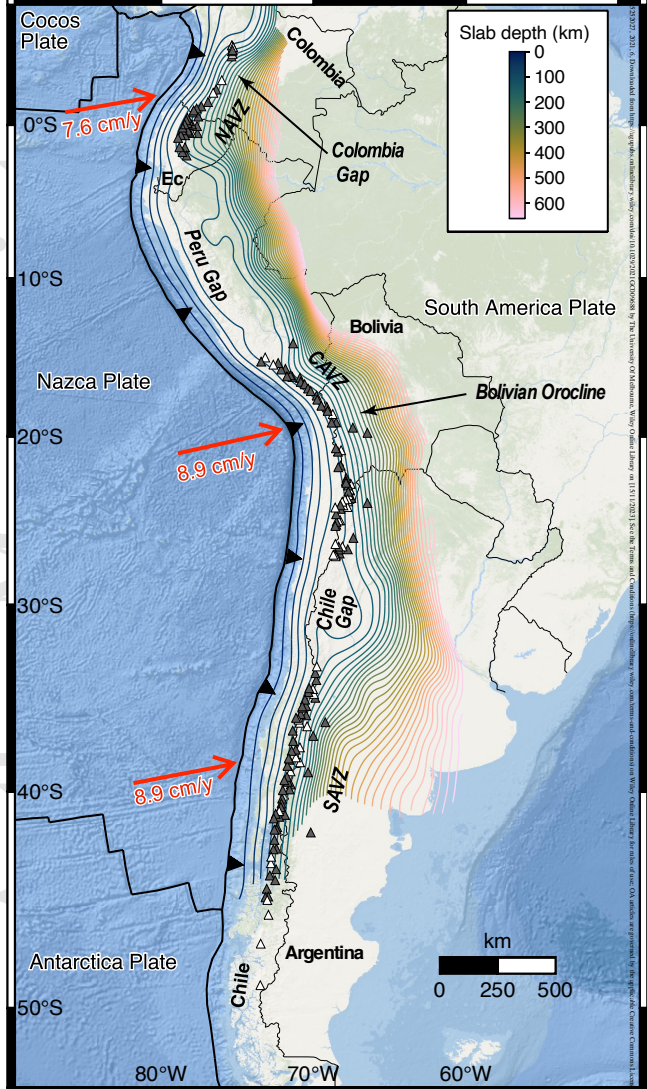 Cocos
Plate
Slab depth (km)
0
100
200
300
400
500
600
Colombia
7.6 cm/y
0°S
NAVZ
Colombia
Gap
Ec
Peru Gap
10°S
South America Plate
Bolivia
CAVZ
Nazca Plate
Bolivian Orocline
20°S
8.9 cm/y
Chile
Gap
30°S
8.9 cm/y
SAVZ
40°S
Antarctica Plate
Argentina
Chile
km
0
250
500
50°S
80°W
70°W
60°W